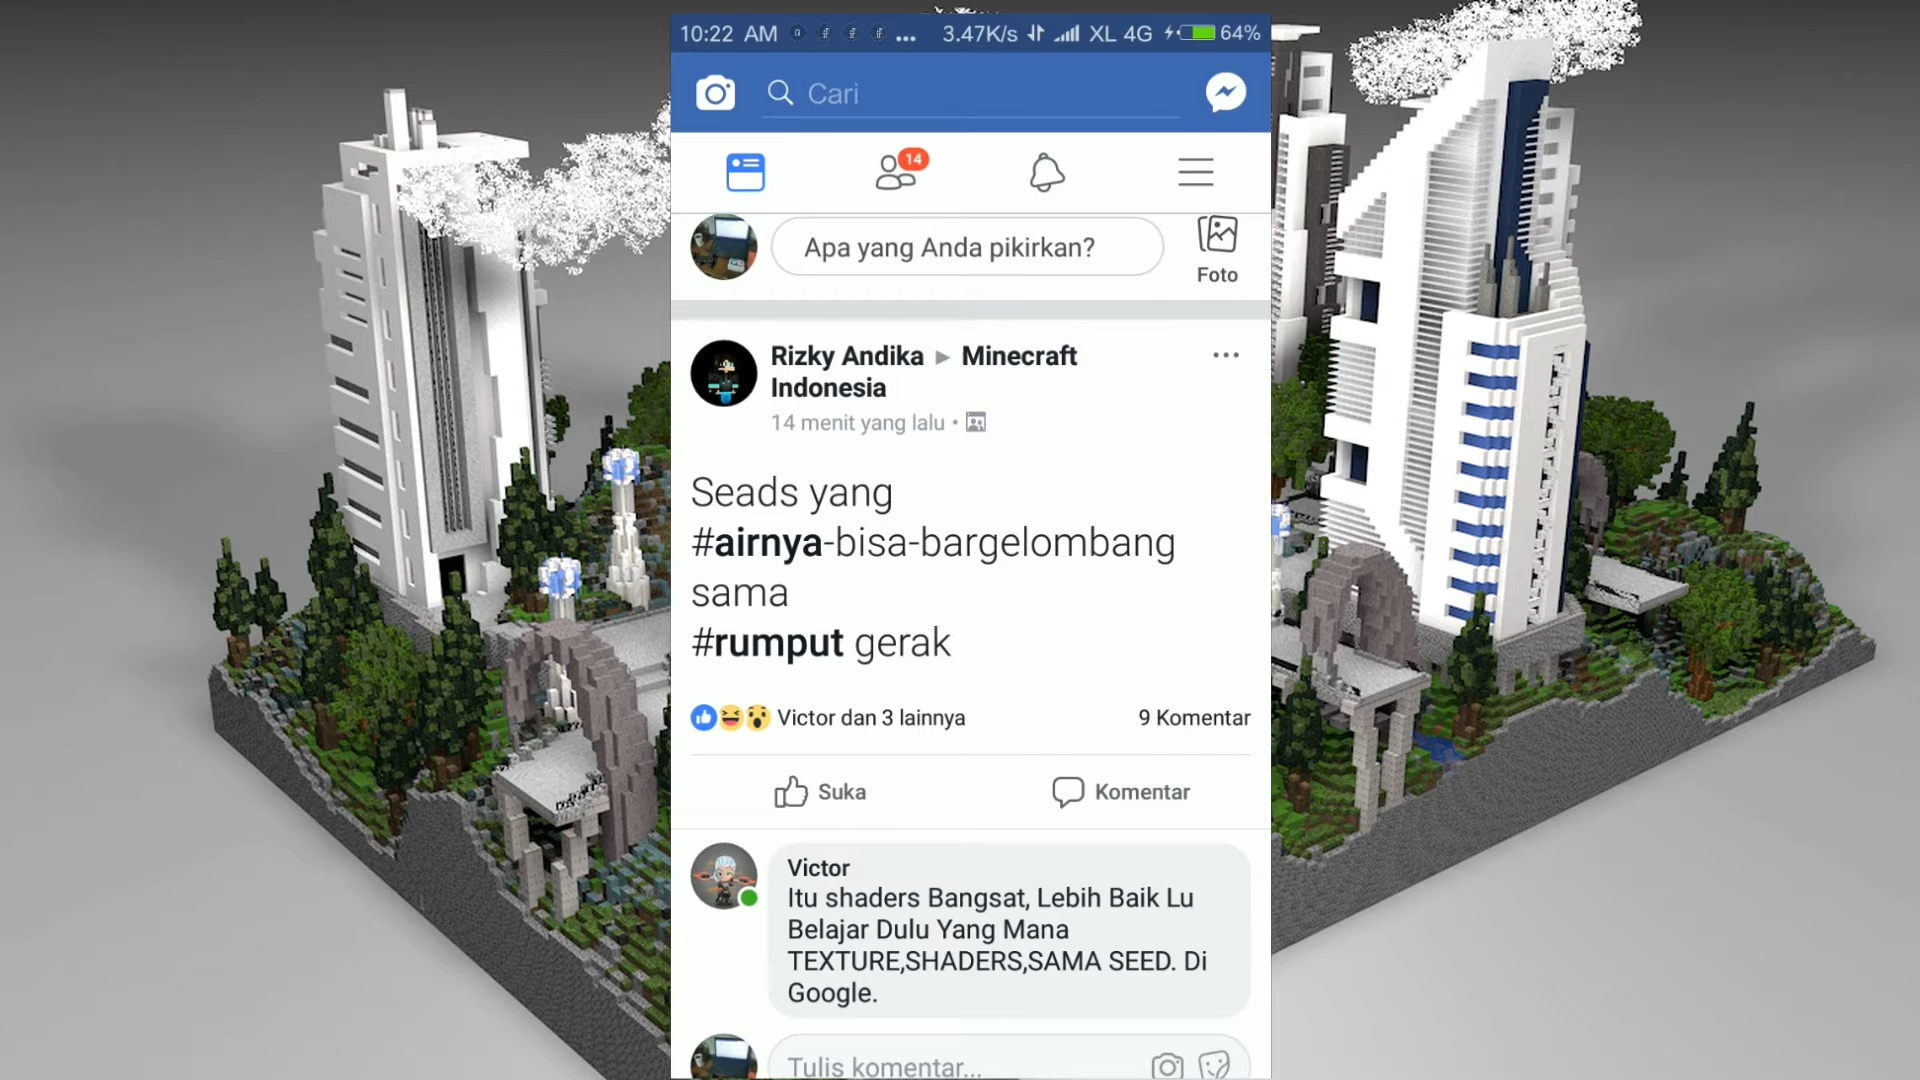 10:22 AM ... 3.47K/s XL 4G 64%
Cari
14
Apa yang Anda pikirkan?
Foto
Rizky Andika ▸ Minecraft
Indonesia
14 menit yang lalu •
Seads yang
#airnya-bisa-bargelombang
sama
#rumput gerak
Victor dan 3 lainnya 9 Komentar
Suka Komentar
Victor
Itu shaders Bangsat, Lebih Baik Lu
Belajar Dulu Yang Mana
TEXTURE,SHADERS,SAMA SEED. Di
Google.
Tulis komentar...